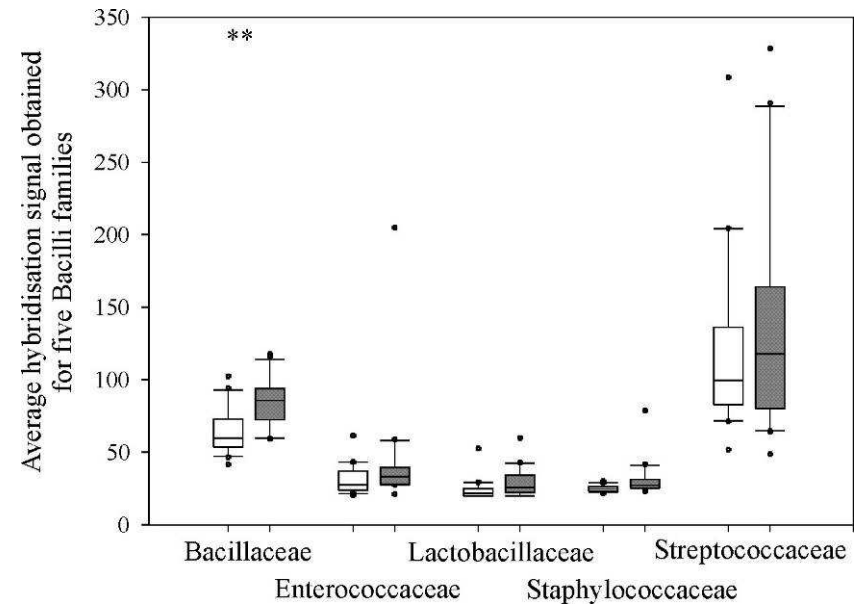 Average hybridisation signal obtained
for five Bacilli families
350
300
250
200
150
100
50
0
**
Bacillaceae
Lactobacillaceae
Streptococcaceae
Enterococcaceae
Staphylococcaceae